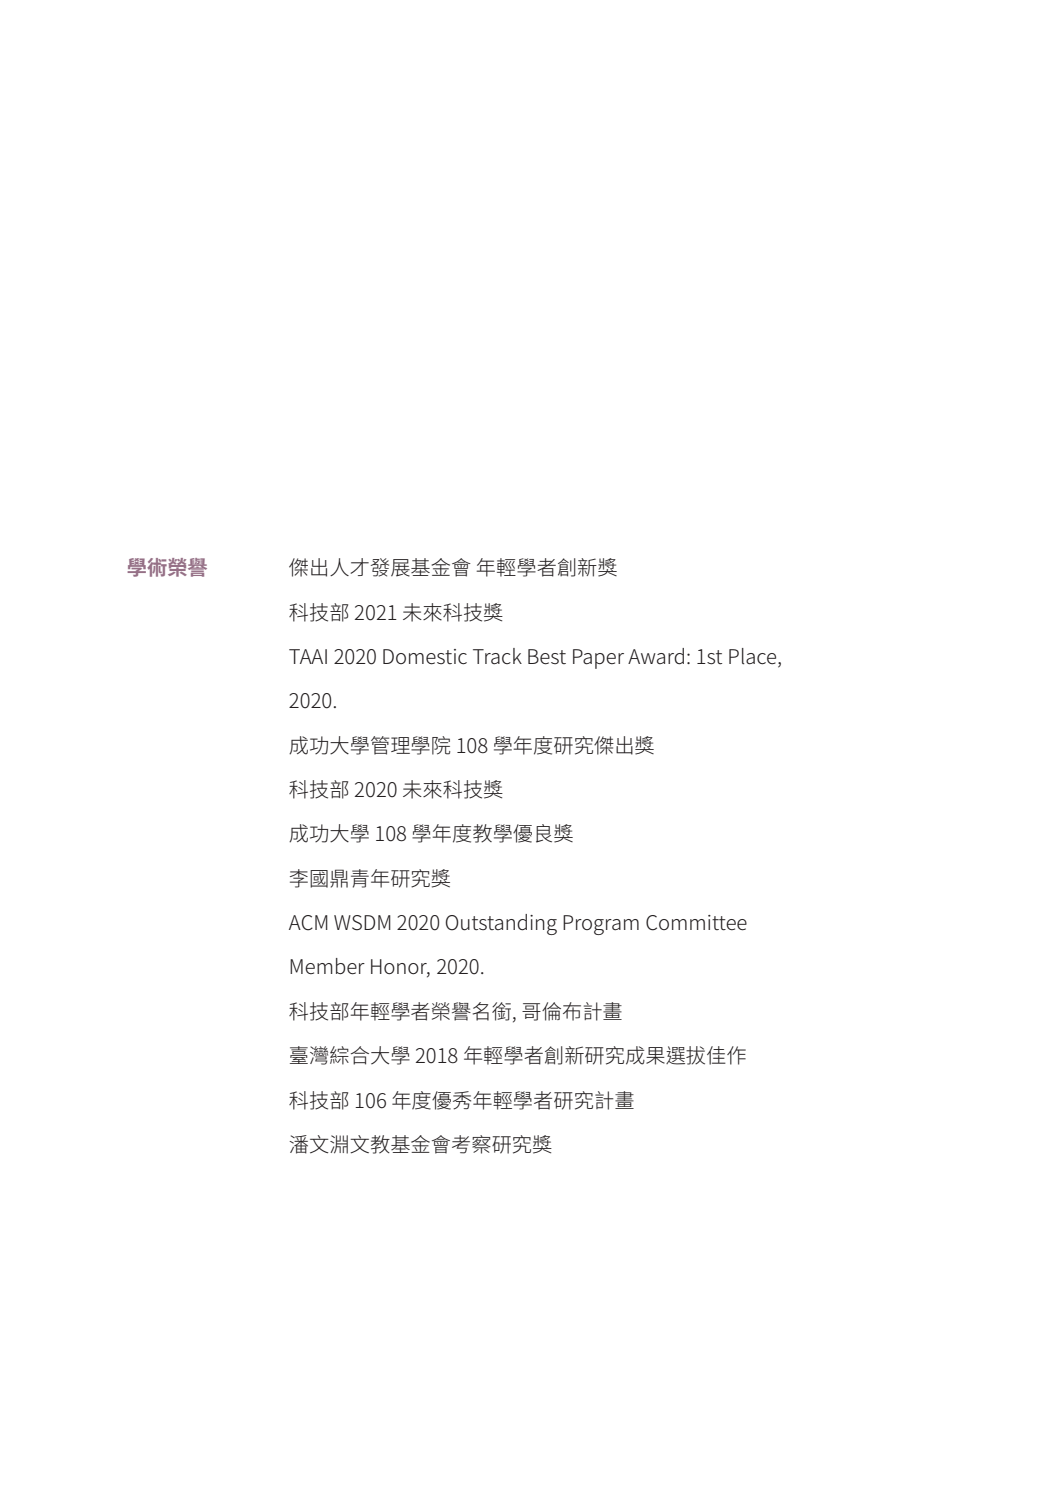 學術榮譽
傑出人才發展基金會 年輕學者創新獎
科技部 2021 未來科技獎
TAAI 2020 Domestic Track Best Paper Award: 1st Place,
2020.
成功大學管理學院 108 學年度研究傑出獎
科技部 2020 未來科技獎
成功大學 108 學年度教學優良獎
李國鼎青年研究獎
ACM WSDM 2020 Outstanding Program Committee
Member Honor, 2020.
科技部年輕學者榮譽名銜, 哥倫布計畫
臺灣綜合大學 2018 年輕學者創新研究成果選拔佳作
科技部 106 年度優秀年輕學者研究計畫
潘文淵文教基金會考察研究獎